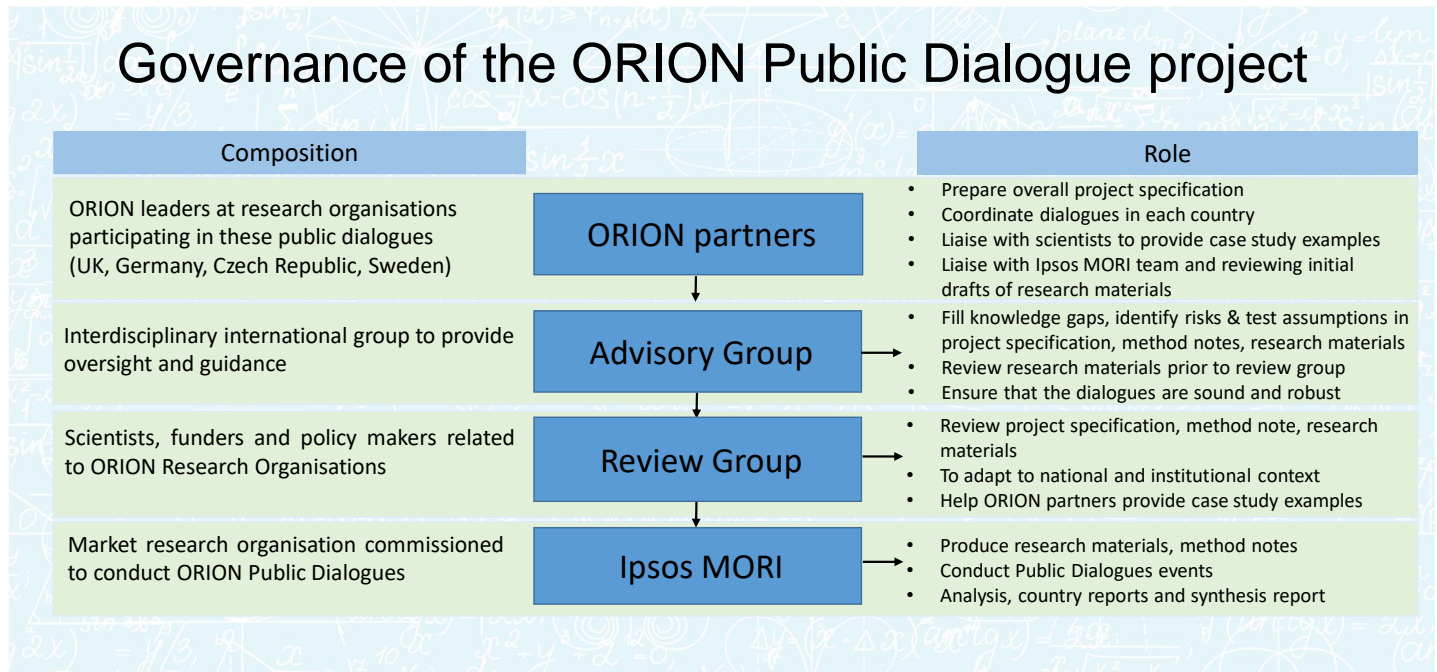 Governance of the ORION Public Dialogue project
Composition
Role
ORION leaders at research organisations
participating in these public dialogues
(UK, Germany, Czech Republic, Sweden)
ORION partners
• Prepare overall project specification
• Coordinate dialogues in each country
• Liaise with scientists to provide case study examples
• Liaise with Ipsos MORI team and reviewing initial
drafts of research materials
Interdisciplinary international group to provide
oversight and guidance
Advisory Group
• Fill knowledge gaps, identify risks & test assumptions in
project specification, method notes, research materials
• Review research materials prior to review group
• Ensure that the dialogues are sound and robust
Scientists, funders and policy makers related
to ORION Research Organisations
Review Group
• Review project specification, method note, research
materials
• To adapt to national and institutional context
• Help ORION partners provide case study examples
Market research organisation commissioned
to conduct ORION Public Dialogues
Ipsos MORI
• Produce research materials, method notes
• Conduct Public Dialogues events
• Analysis, country reports and synthesis report